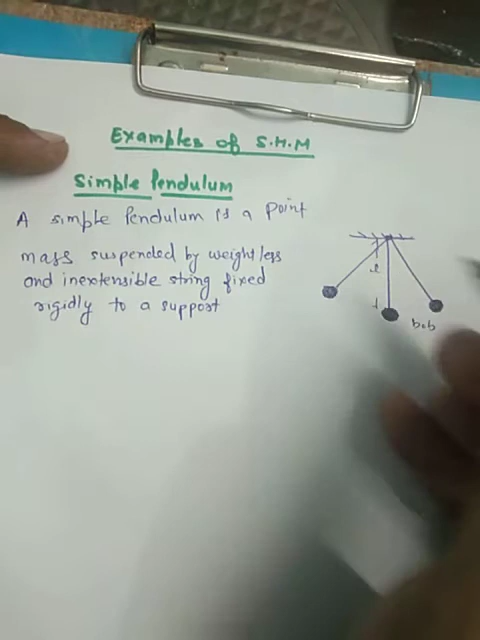 Examples of S.H.M
Simple Pendulum
A simple Pendulum is a point
mass suspended by weightless
and inextensible string fixed
rigidly to a support
l
bob